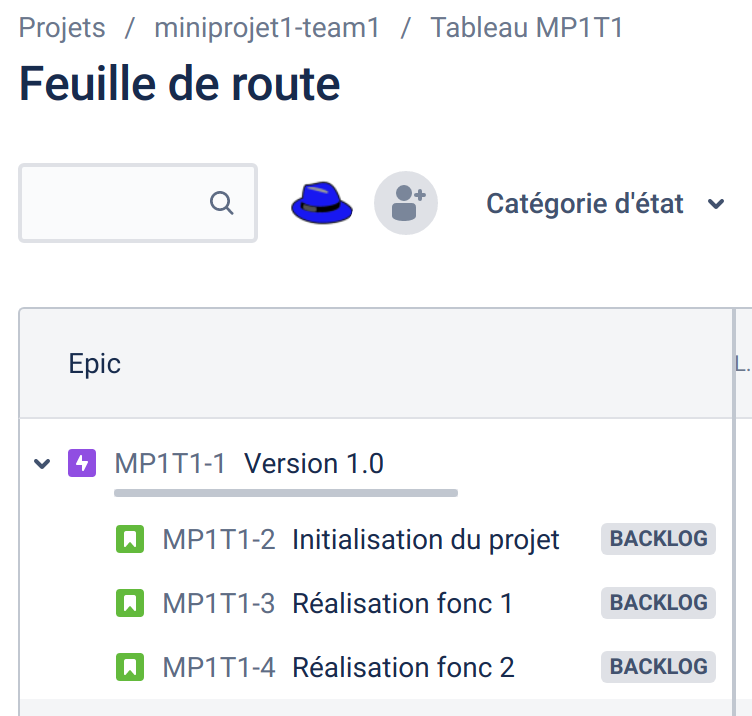 Projets / miniprojet1-team1 / Tableau MP1T1
Feuille de route
Catégorie d'état
Epic
L.
MP1T1-1 Version 1.0
MP1T1-2 Initialisation du projet BACKLOG
MP1T1-3 Réalisation fonc 1 BACKLOG
MP1T1-4 Réalisation fonc 2 BACKLOG